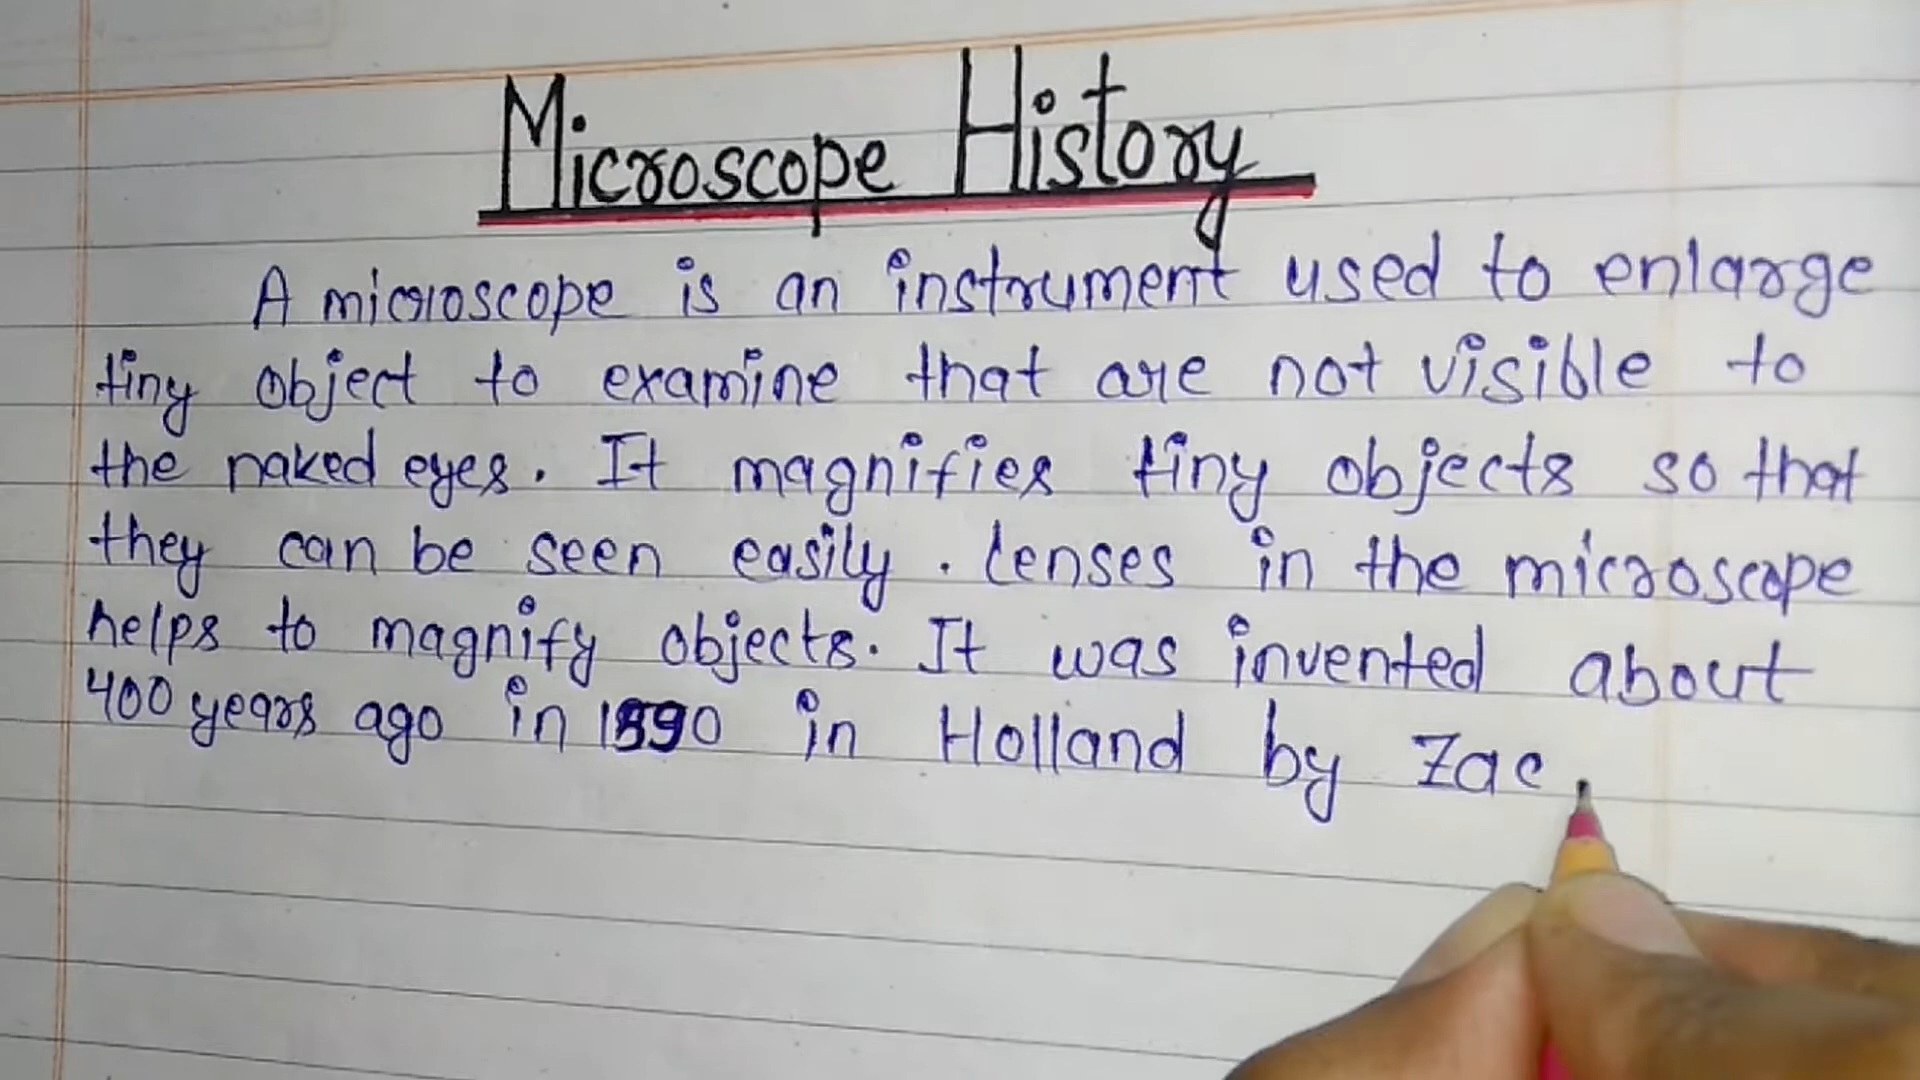 Microscope History
A microscope is an instrument used to enlarge
tiny object to examine that are not visible to
the naked eyes. It magnifies tiny objects so that
they can be seen easily. Lenses in the microscope
helps to magnify objects. It was invented about
400 years ago in 1590 in Holland by Zac